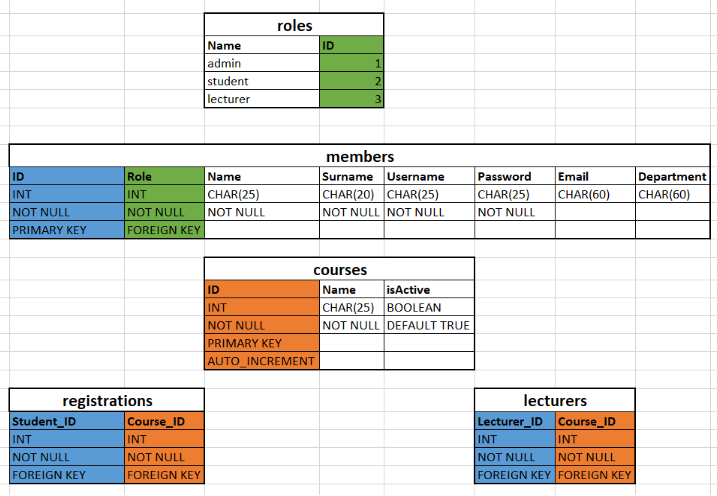 roles
Name ID
admin 1
student 2
lecturer 3
members
ID Role Name Surname Username Password Email Department
INT INT CHAR(25) CHAR(20) CHAR(25) CHAR(25) CHAR(60) CHAR(60)
NOT NULL NOT NULL NOT NULL NOT NULL NOT NULL NOT NULL
PRIMARY KEY FOREIGN KEY
courses
ID Name isActive
INT CHAR(25) BOOLEAN
NOT NULL NOT NULL DEFAULT TRUE
PRIMARY KEY
AUTO_INCREMENT
registrations lecturers
Student_ID Course_ID Lecturer_ID Course_ID
INT INT INT INT
NOT NULL NOT NULL NOT NULL NOT NULL
FOREIGN KEY FOREIGN KEY FOREIGN KEY FOREIGN KEY